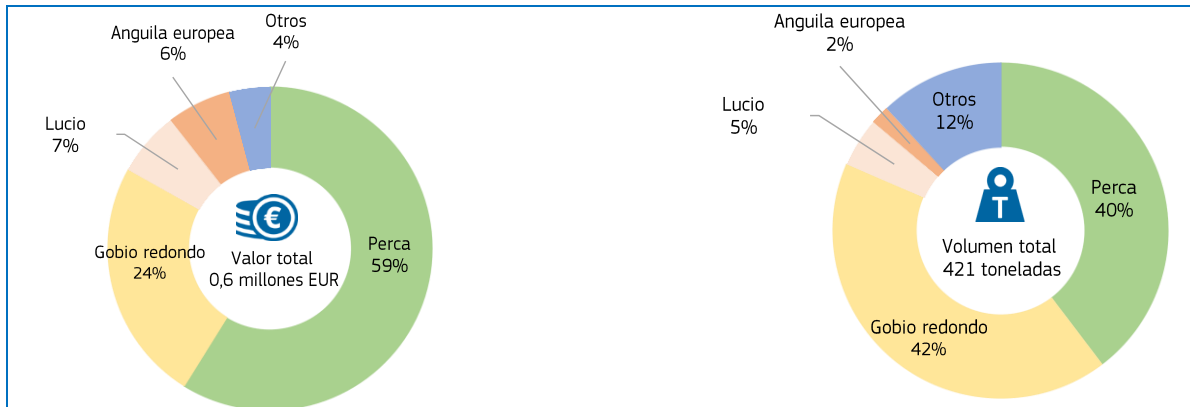 Otros
4%
Anguila europea
6%
Lucio
7%
Gobio redondo
24%
Perca
59%
€
Valor total
0,6 millones EUR
Anguila europea
2%
Lucio
5%
Otros
12%
Perca
40%
T
Volumen total
421 toneladas
Gobio redondo
42%